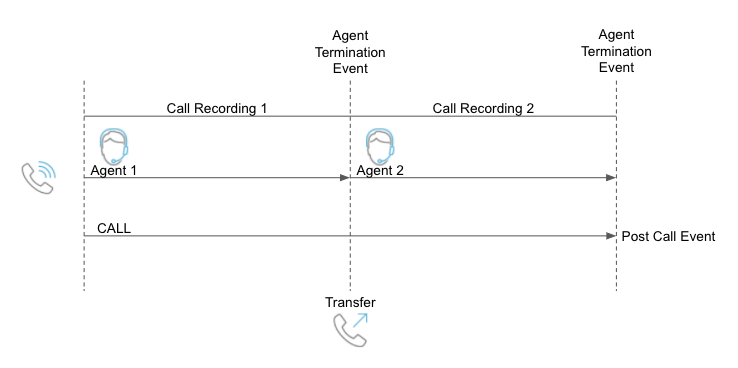 Agent
Termination
Event
Agent
Termination
Event
Call Recording 1
Call Recording 2
Agent 1
Agent 2
CALL
Post Call Event
Transfer